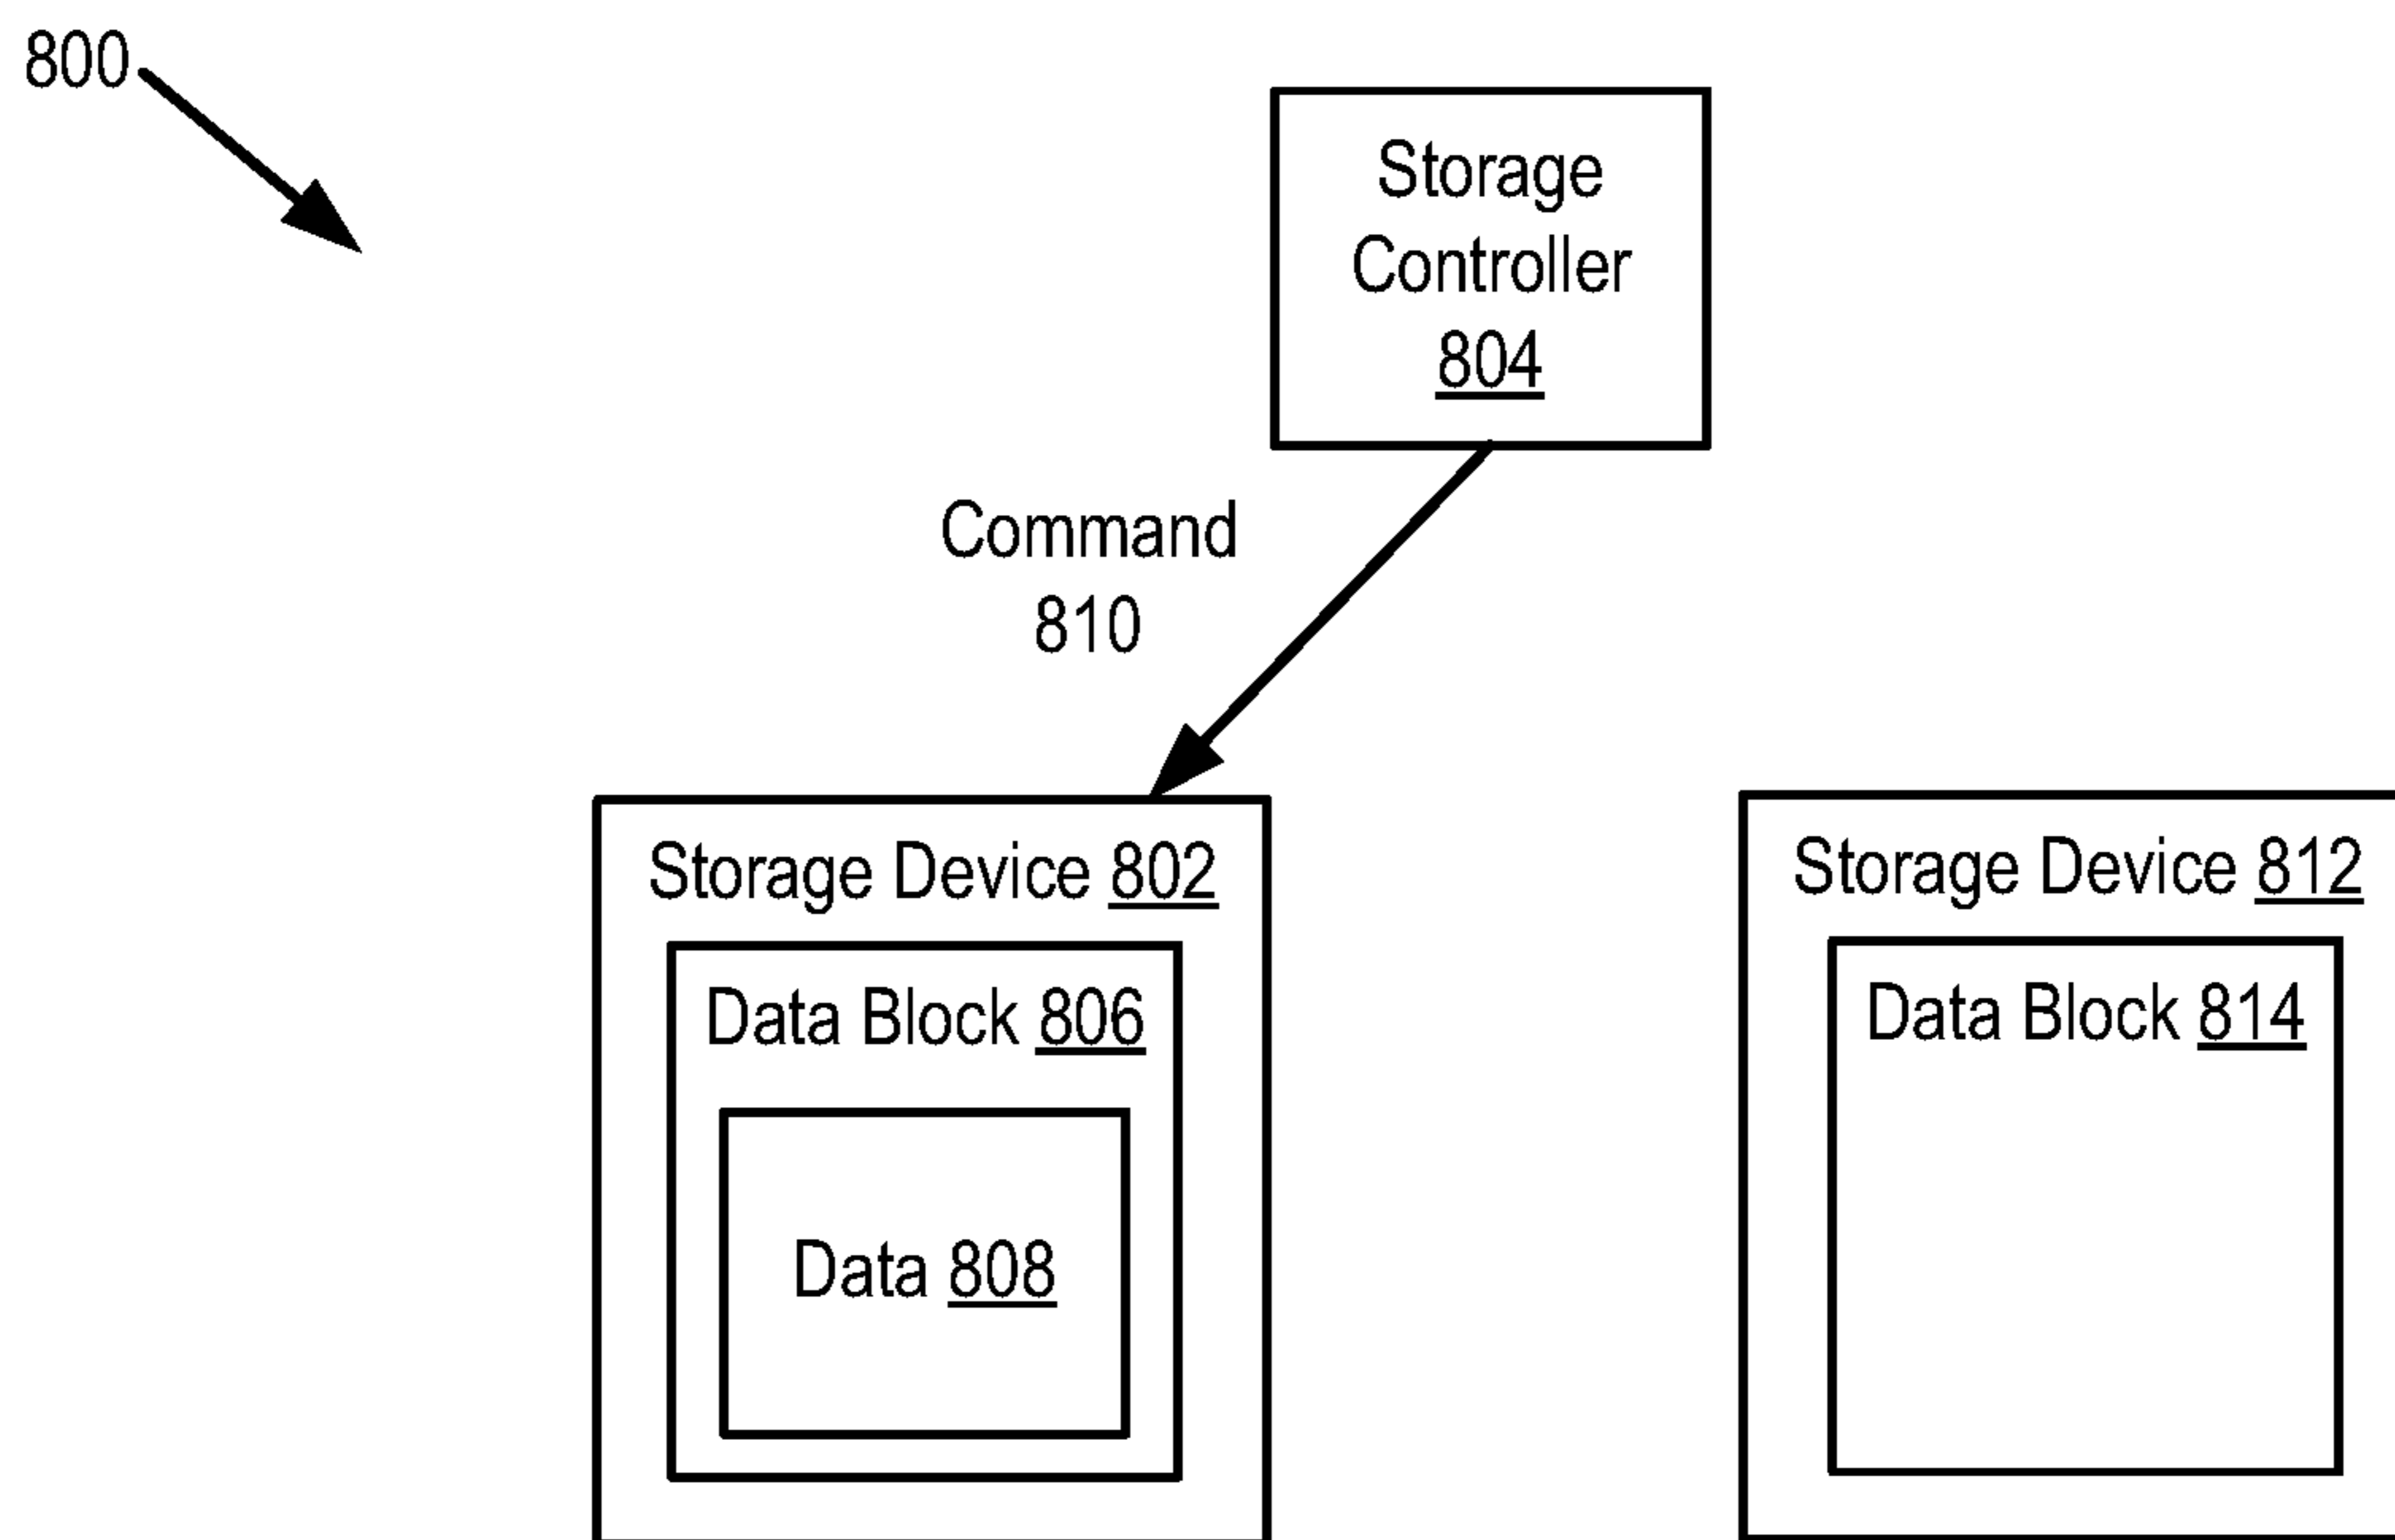 800
Storage
Controller
804
Command
810
Storage Device 802
Data Block 806
Data 808
Storage Device 812
Data Block 814